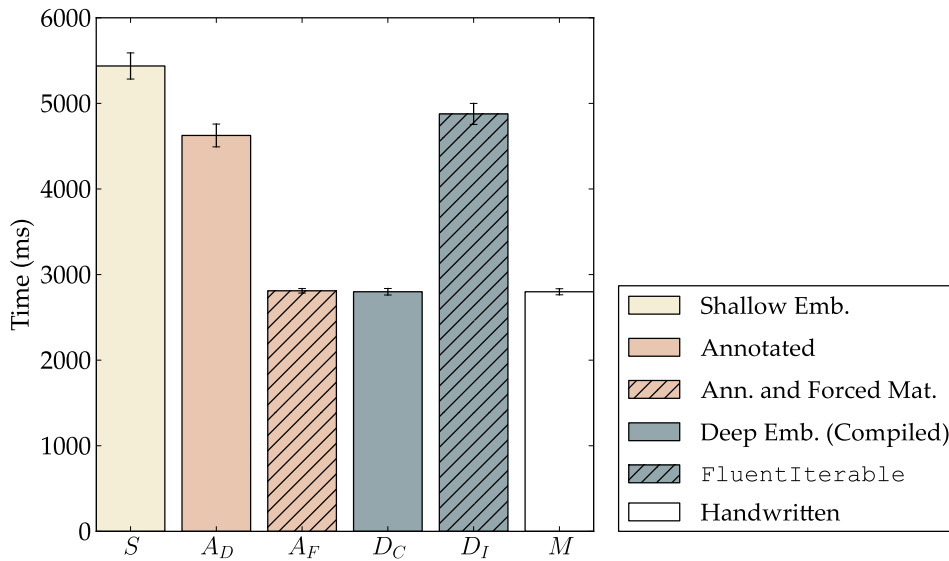 6000
5000
4000
3000
2000
1000
0
Time (ms)
S A_D A_F D_C D_I M
Shallow Emb.
Annotated
Ann. and Forced Mat.
Deep Emb. (Compiled)
FluentIterable
Handwritten